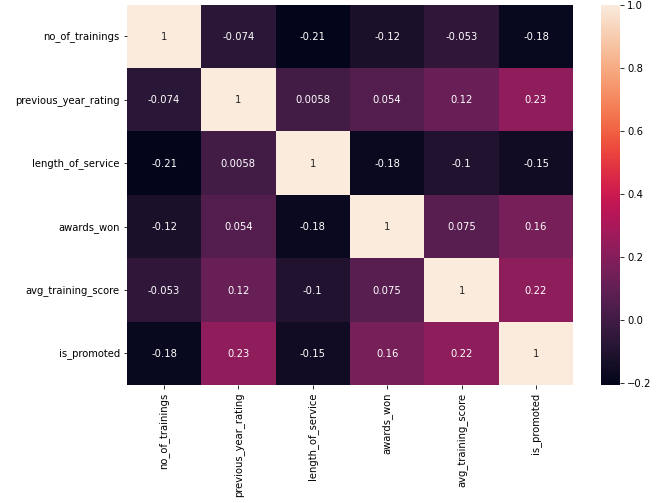 no_of_trainings 1 -0.074 -0.21 -0.12 -0.053 -0.18
previous_year_rating -0.074 1 0.0058 0.054 0.12 0.23
length_of_service -0.21 0.0058 1 -0.18 -0.1 -0.15
awards_won -0.12 0.054 -0.18 1 0.075 0.16
avg_training_score -0.053 0.12 -0.1 0.075 1 0.22
is_promoted -0.18 0.23 -0.15 0.16 0.22 1
no_of_trainings
previous_year_rating
length_of_service
awards_won
avg_training_score
is_promoted
1.0
0.8
0.6
0.4
0.2
0.0
−0.2